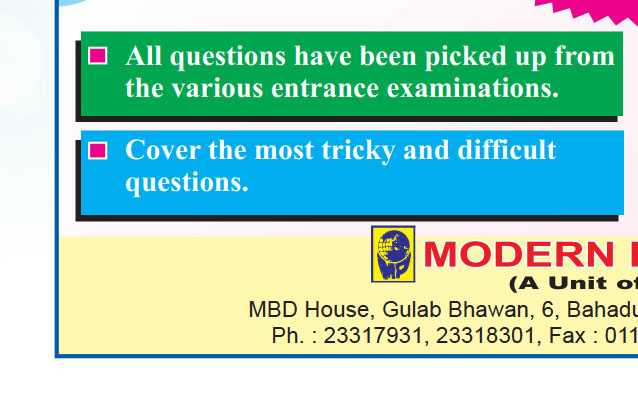 All questions have been picked up from
the various entrance examinations.
Cover the most tricky and difficult
questions.
MP
MODERN
(A Unit of
MBD House, Gulab Bhawan, 6, Bahadu
Ph. : 23317931, 23318301, Fax : 011